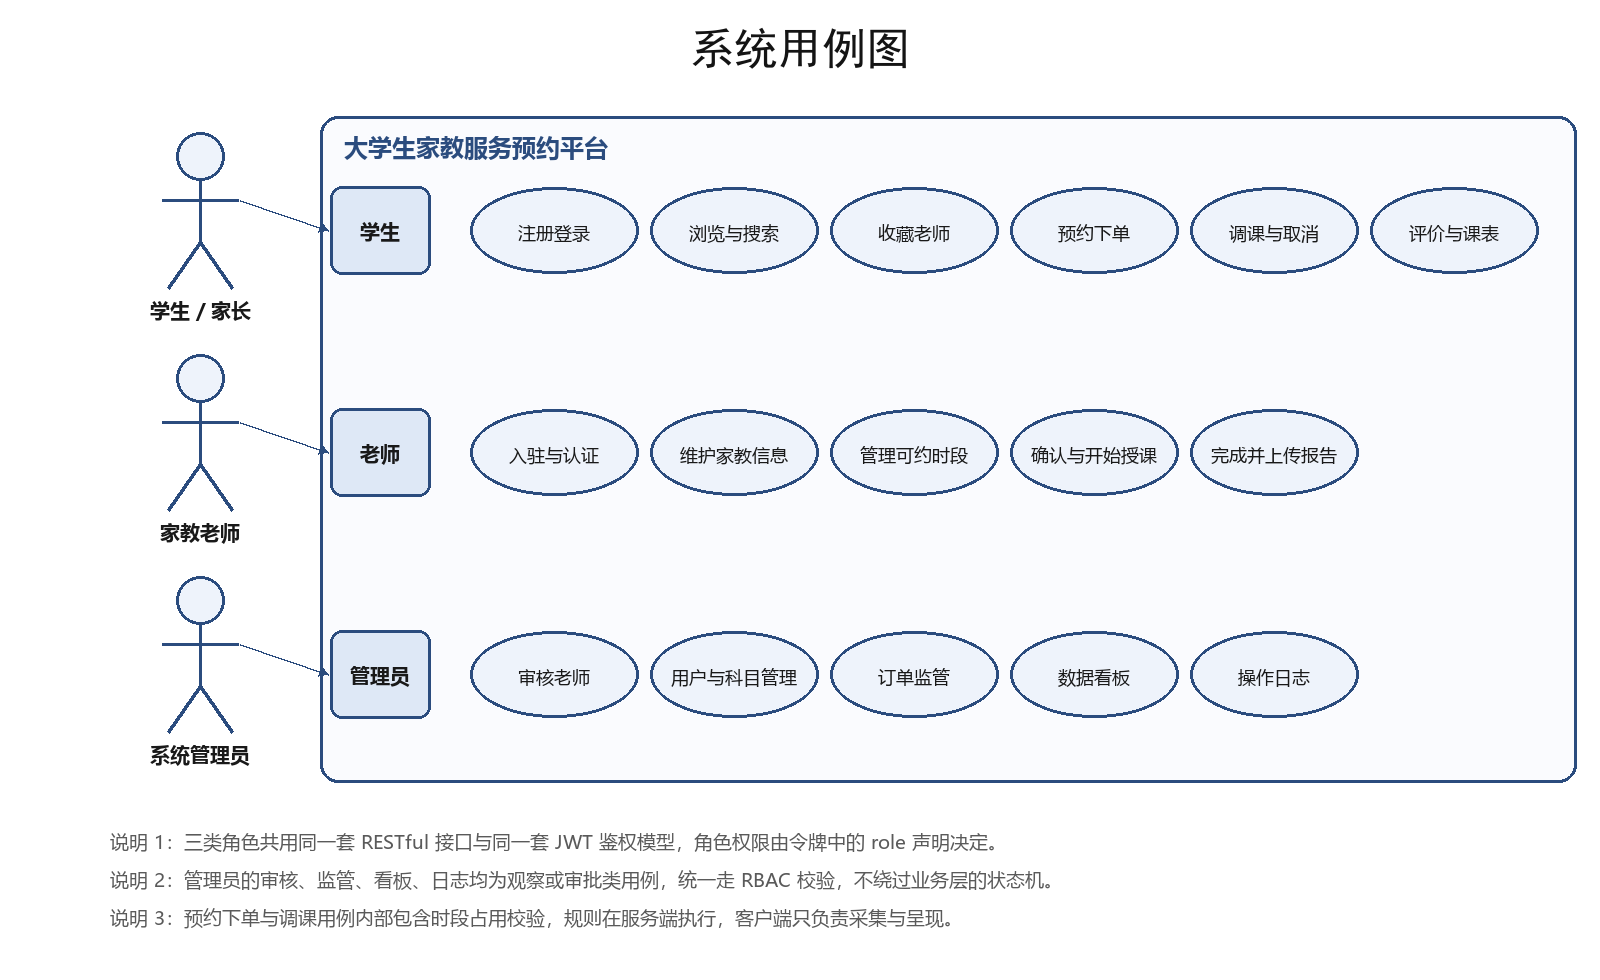 系统用例图
大学生家教服务预约平台
学生 / 家长
学生
注册登录
浏览与搜索
收藏老师
预约下单
调课与取消
评价与课表
家教老师
老师
入驻与认证
维护家教信息
管理可约时段
确认与开始授课
完成并上传报告
系统管理员
管理员
审核老师
用户与科目管理
订单监管
数据看板
操作日志
说明 1：三类角色共用同一套 RESTful 接口与同一套 JWT 鉴权模型，角色权限由令牌中的 role 声明决定。
说明 2：管理员的审核、监管、看板、日志均为观察或审批类用例，统一走 RBAC 校验，不绕过业务层的状态机。
说明 3：预约下单与调课用例内部包含时段占用校验，规则在服务端执行，客户端只负责采集与呈现。